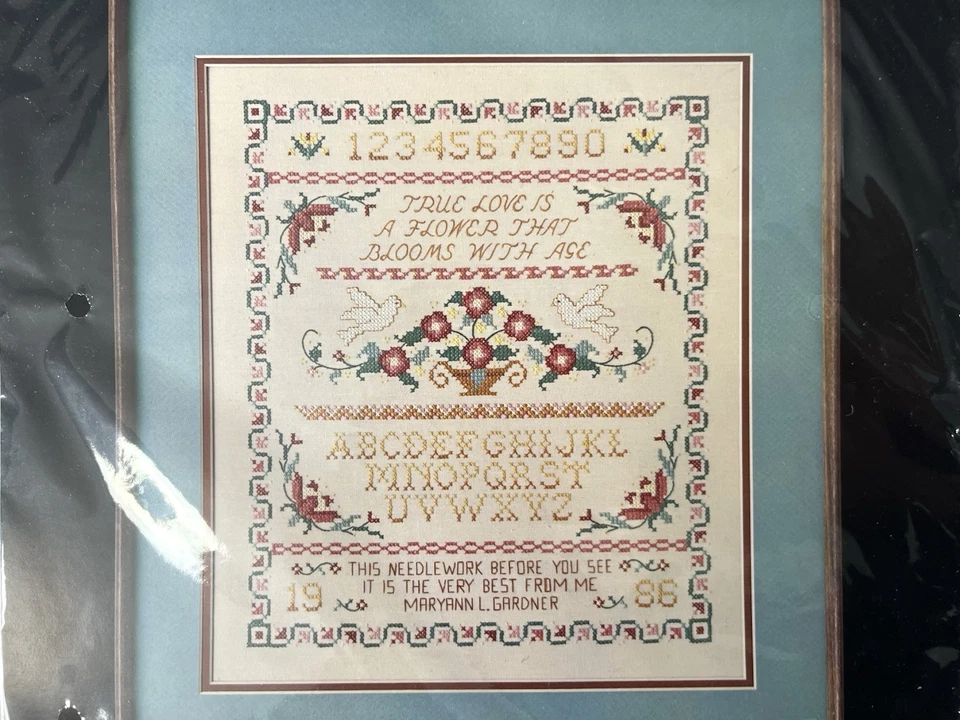 1234567890
TRUE LOVE IS
A FLOWER THAT
BLOOMS WITH AGE
ABCDEFGHIJKL
MNOPQRST
UVWXYZ
THIS NEEDLEWORK BEFORE YOU SEE
IT IS THE VERY BEST FROM ME
MARYANN L. GARDNER
19 86